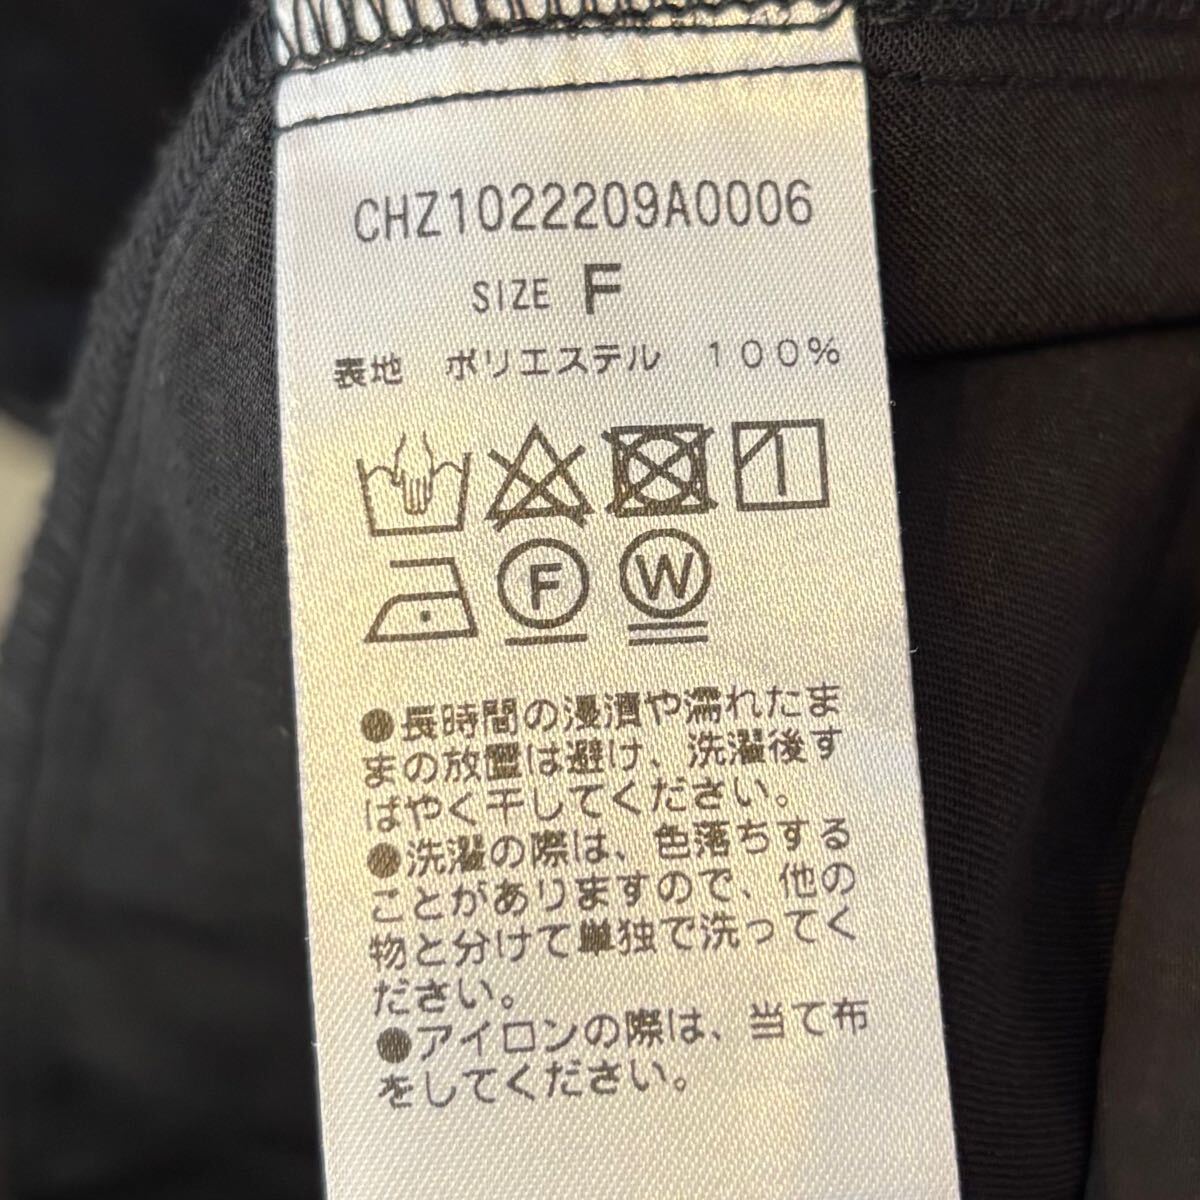 CHZ1022209A0006
SIZE F
表地 ポリエステル 100%
F W
●長時間の浸漬や濡れたま
まの放置は避け、洗濯後す
ばやく干してください。
●洗濯の際は、色落ちする
ことがありますので、他の
物と分けて単独で洗ってく
ださい。
●アイロンの際は、当て布
をしてください。